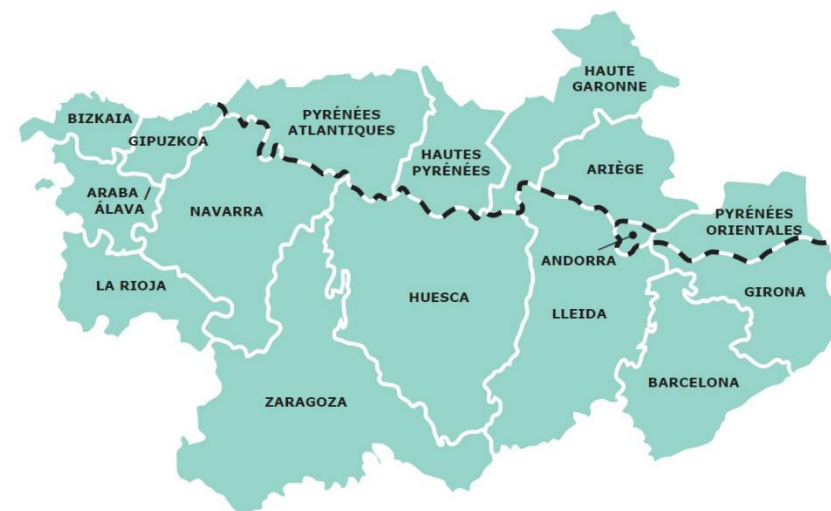 HAUTE
GARONNE
BIZKAIA
GIPUZKOA
PYRÉNÉES
ATLANTIQUES
HAUTES
PYRÉNÉES
ARIÈGE
ARABA /
ÁLAVA
NAVARRA
PYRÉNÉES
ORIENTALES
ANDORRA
LA RIOJA
HUESCA
LLEIDA
GIRONA
ZARAGOZA
BARCELONA